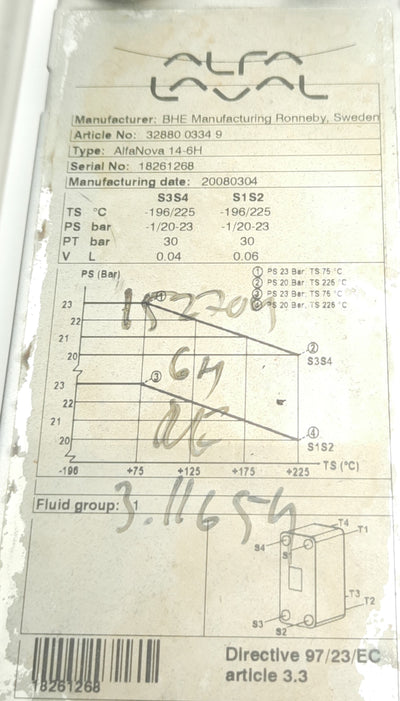 ALFA
LAVAL
Manufacturer: BHE Manufacturing Ronneby, Sweden
Article No: 32880 0334 9
Type: AlfaNova 14-6H
Serial No: 18261268
Manufacturing date: 20080304
S3S4 S1S2
TS °C -196/225 -196/225
PS bar -1/20-23 -1/20-23
PT bar 30 30
V L 0.04 0.06
PS (Bar)
① PS 23 Bar. TS 75 °C
② PS 20 Bar. TS 225 °C
③ PS 23 Bar. TS 75 °C
④ PS 20 Bar. TS 225 °C
23 ①
22
21
20 ②
S3S4
23 ③
22
21
20 ④
S1S2
-196 +75 +125 +175 +225 TS (°C)
Fluid group: 1
3.11654
T4
T1
S4
S1
T3
T2
S3
S2
18261268
Directive 97/23/EC
article 3.3